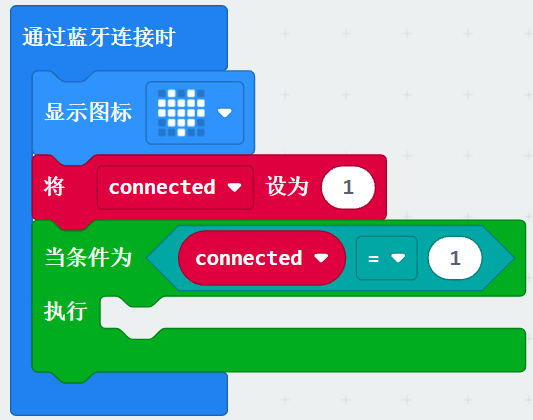 通过蓝牙连接时
显示图标
将 connected 设为 1
当条件为 connected = 1
执行